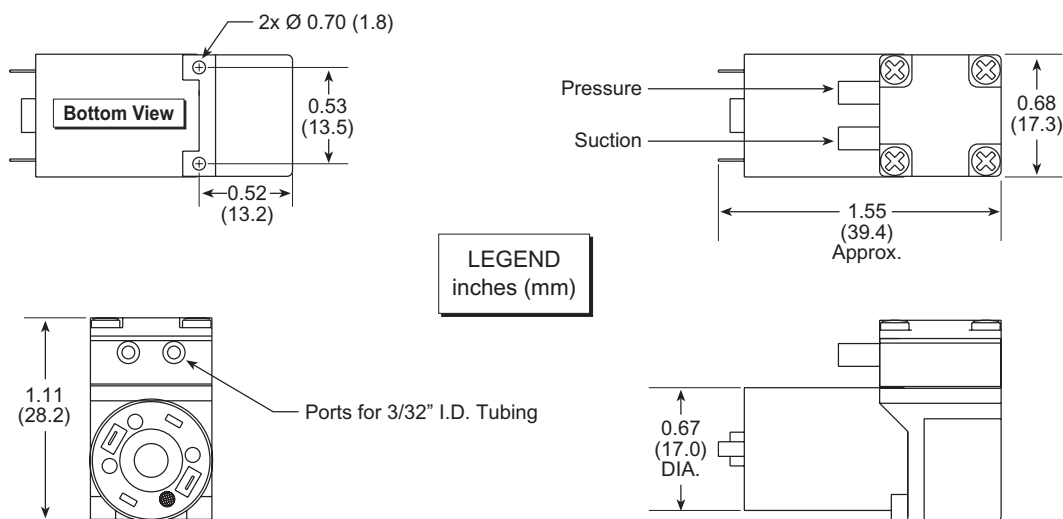 2x Ø 0.70 (1.8)
Bottom View
0.53
(13.5)
0.52
(13.2)
Pressure
Suction
0.68
(17.3)
1.55
(39.4)
Approx.
LEGEND
inches (mm)
1.11
(28.2)
Ports for 3/32” I.D. Tubing
0.67
(17.0)
DIA.